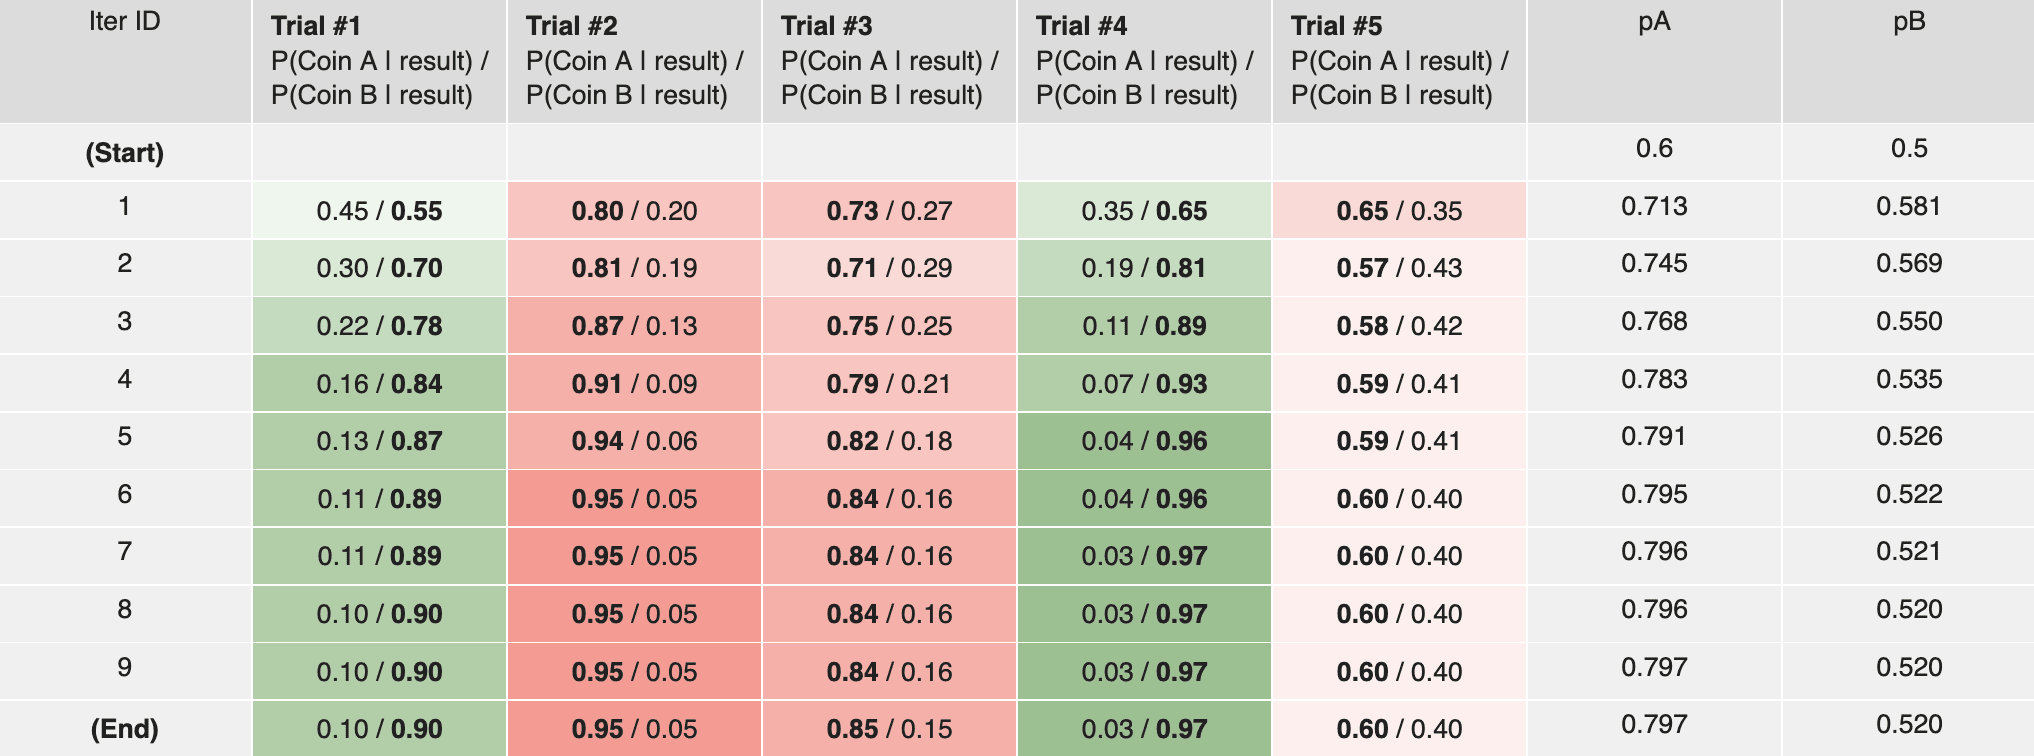 Iter ID | Trial #1 P(Coin A | result) / P(Coin B | result) | Trial #2 P(Coin A | result) / P(Coin B | result) | Trial #3 P(Coin A | result) / P(Coin B | result) | Trial #4 P(Coin A | result) / P(Coin B | result) | Trial #5 P(Coin A | result) / P(Coin B | result) | pA | pB
(Start) 0.6 0.5
1 0.45 / 0.55 0.80 / 0.20 0.73 / 0.27 0.35 / 0.65 0.65 / 0.35 0.713 0.581
2 0.30 / 0.70 0.81 / 0.19 0.71 / 0.29 0.19 / 0.81 0.57 / 0.43 0.745 0.569
3 0.22 / 0.78 0.87 / 0.13 0.75 / 0.25 0.11 / 0.89 0.58 / 0.42 0.768 0.550
4 0.16 / 0.84 0.91 / 0.09 0.79 / 0.21 0.07 / 0.93 0.59 / 0.41 0.783 0.535
5 0.13 / 0.87 0.94 / 0.06 0.82 / 0.18 0.04 / 0.96 0.59 / 0.41 0.791 0.526
6 0.11 / 0.89 0.95 / 0.05 0.84 / 0.16 0.04 / 0.96 0.60 / 0.40 0.795 0.522
7 0.11 / 0.89 0.95 / 0.05 0.84 / 0.16 0.03 / 0.97 0.60 / 0.40 0.796 0.521
8 0.10 / 0.90 0.95 / 0.05 0.84 / 0.16 0.03 / 0.97 0.60 / 0.40 0.796 0.520
9 0.10 / 0.90 0.95 / 0.05 0.84 / 0.16 0.03 / 0.97 0.60 / 0.40 0.797 0.520
(End) 0.10 / 0.90 0.95 / 0.05 0.85 / 0.15 0.03 / 0.97 0.60 / 0.40 0.797 0.520